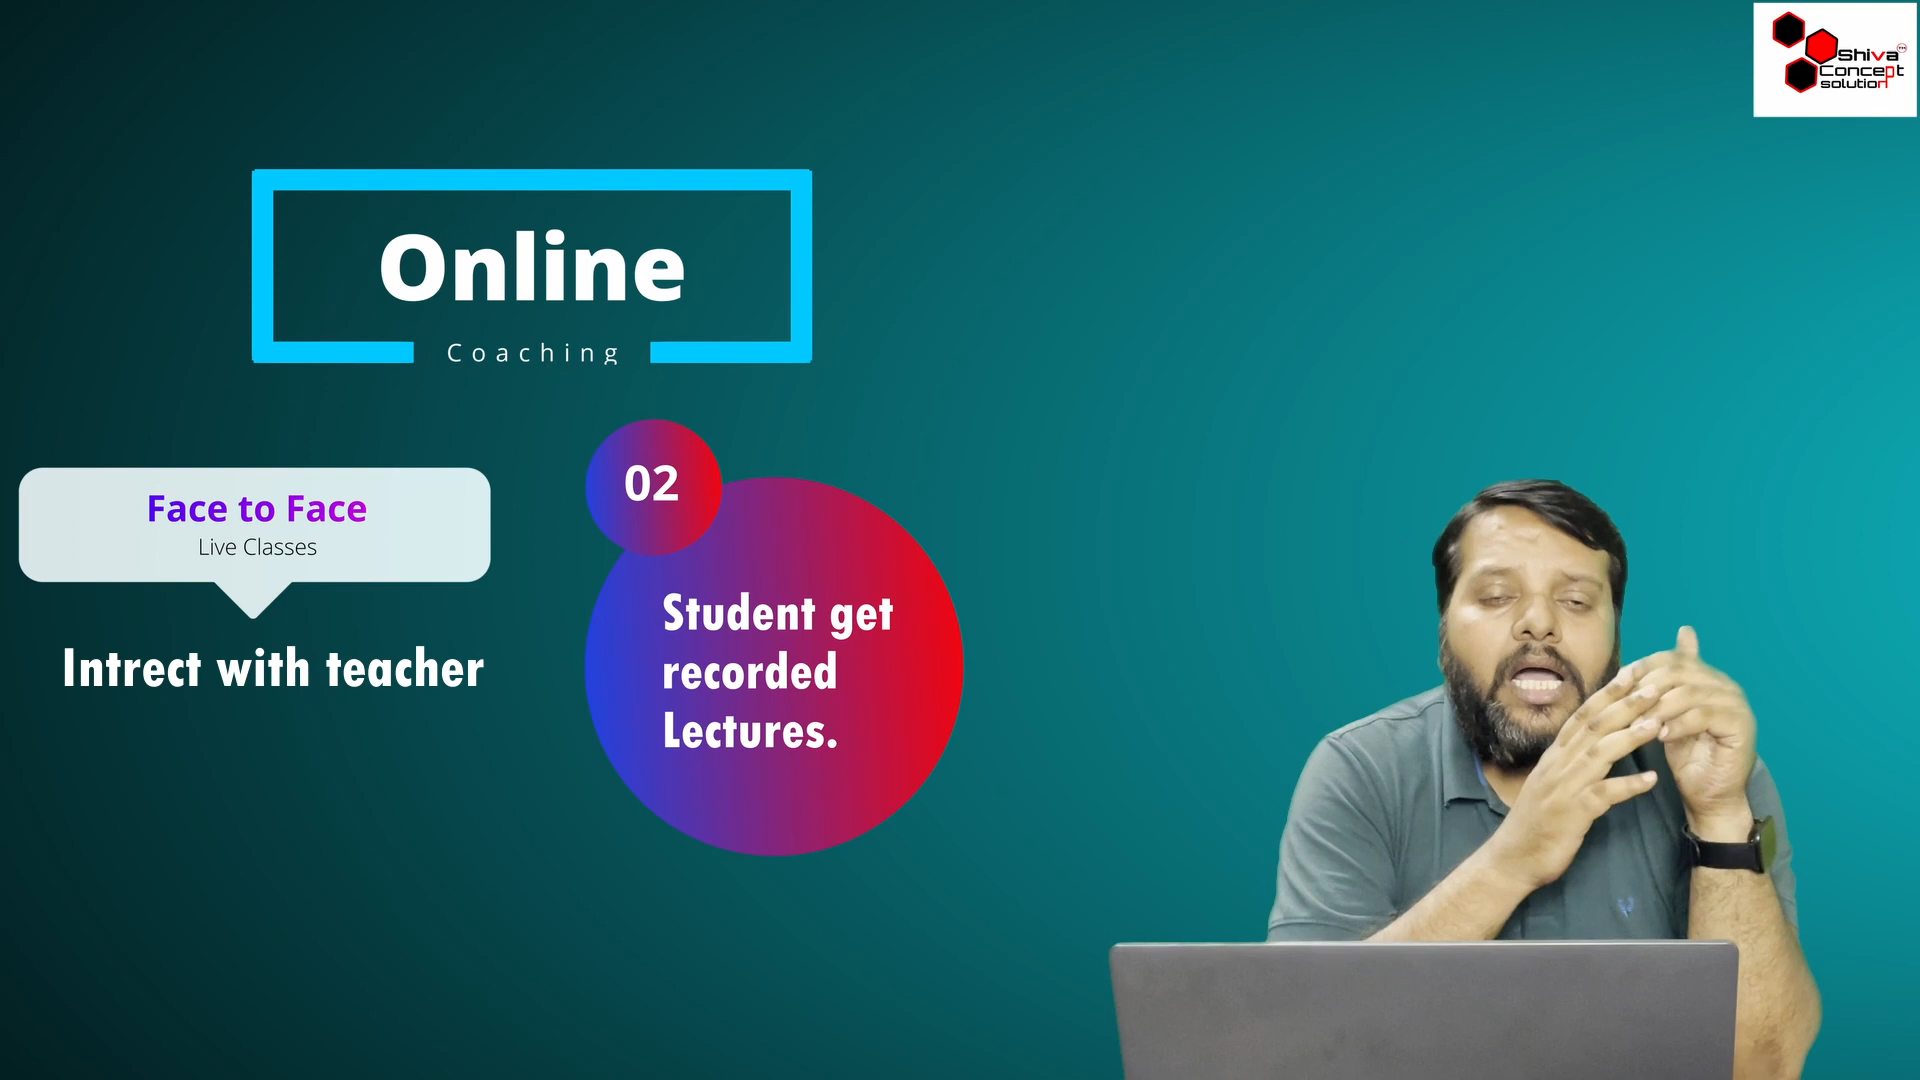 Shiva
Concept
solution
Online
Coaching
Face to Face
Live Classes
Intrect with teacher
02
Student get
recorded
Lectures.